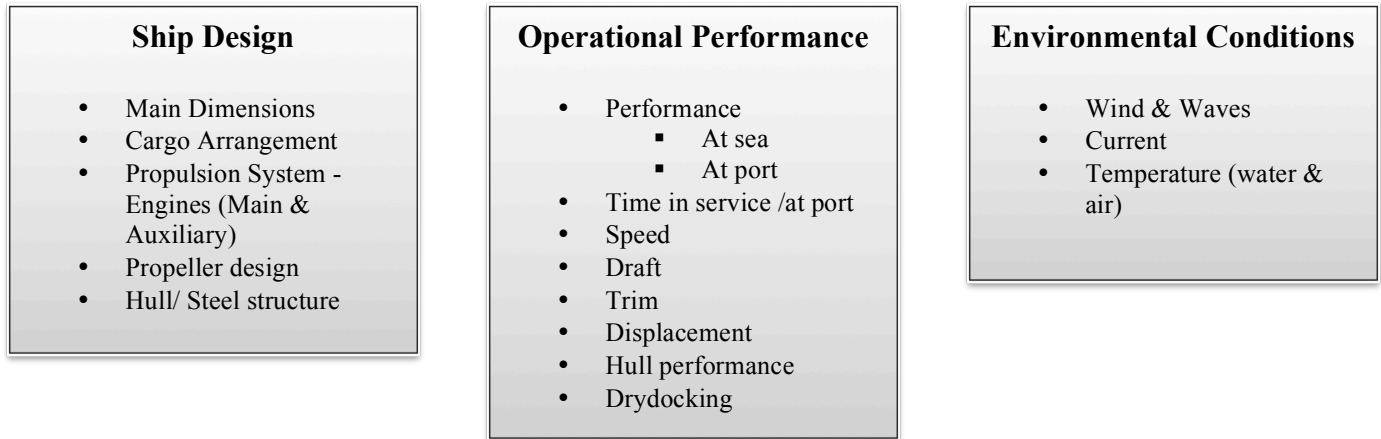 Ship Design
• Main Dimensions
• Cargo Arrangement
• Propulsion System -
Engines (Main &
Auxiliary)
• Propeller design
• Hull/ Steel structure
Operational Performance
• Performance
▪ At sea
▪ At port
• Time in service /at port
• Speed
• Draft
• Trim
• Displacement
• Hull performance
• Drydocking
Environmental Conditions
• Wind & Waves
• Current
• Temperature (water &
air)